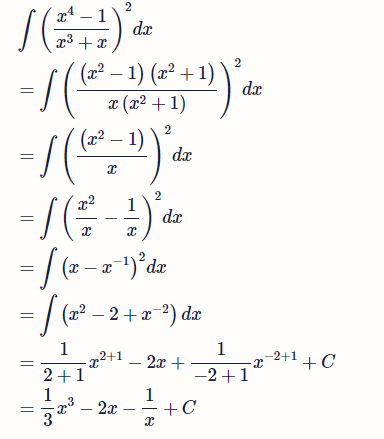 ∫ ( (x⁴ − 1) / (x³ + x) )² dx
= ∫ ( (x² − 1) (x² + 1) / x (x² + 1) )² dx
= ∫ ( (x² − 1) / x )² dx
= ∫ ( x²/x − 1/x )² dx
= ∫ (x − x⁻¹)² dx
= ∫ (x² − 2 + x⁻²) dx
= 1/(2 + 1) x²⁺¹ − 2x + 1/(−2 + 1) x⁻²⁺¹ + C
= 1/3 x³ − 2x − 1/x + C